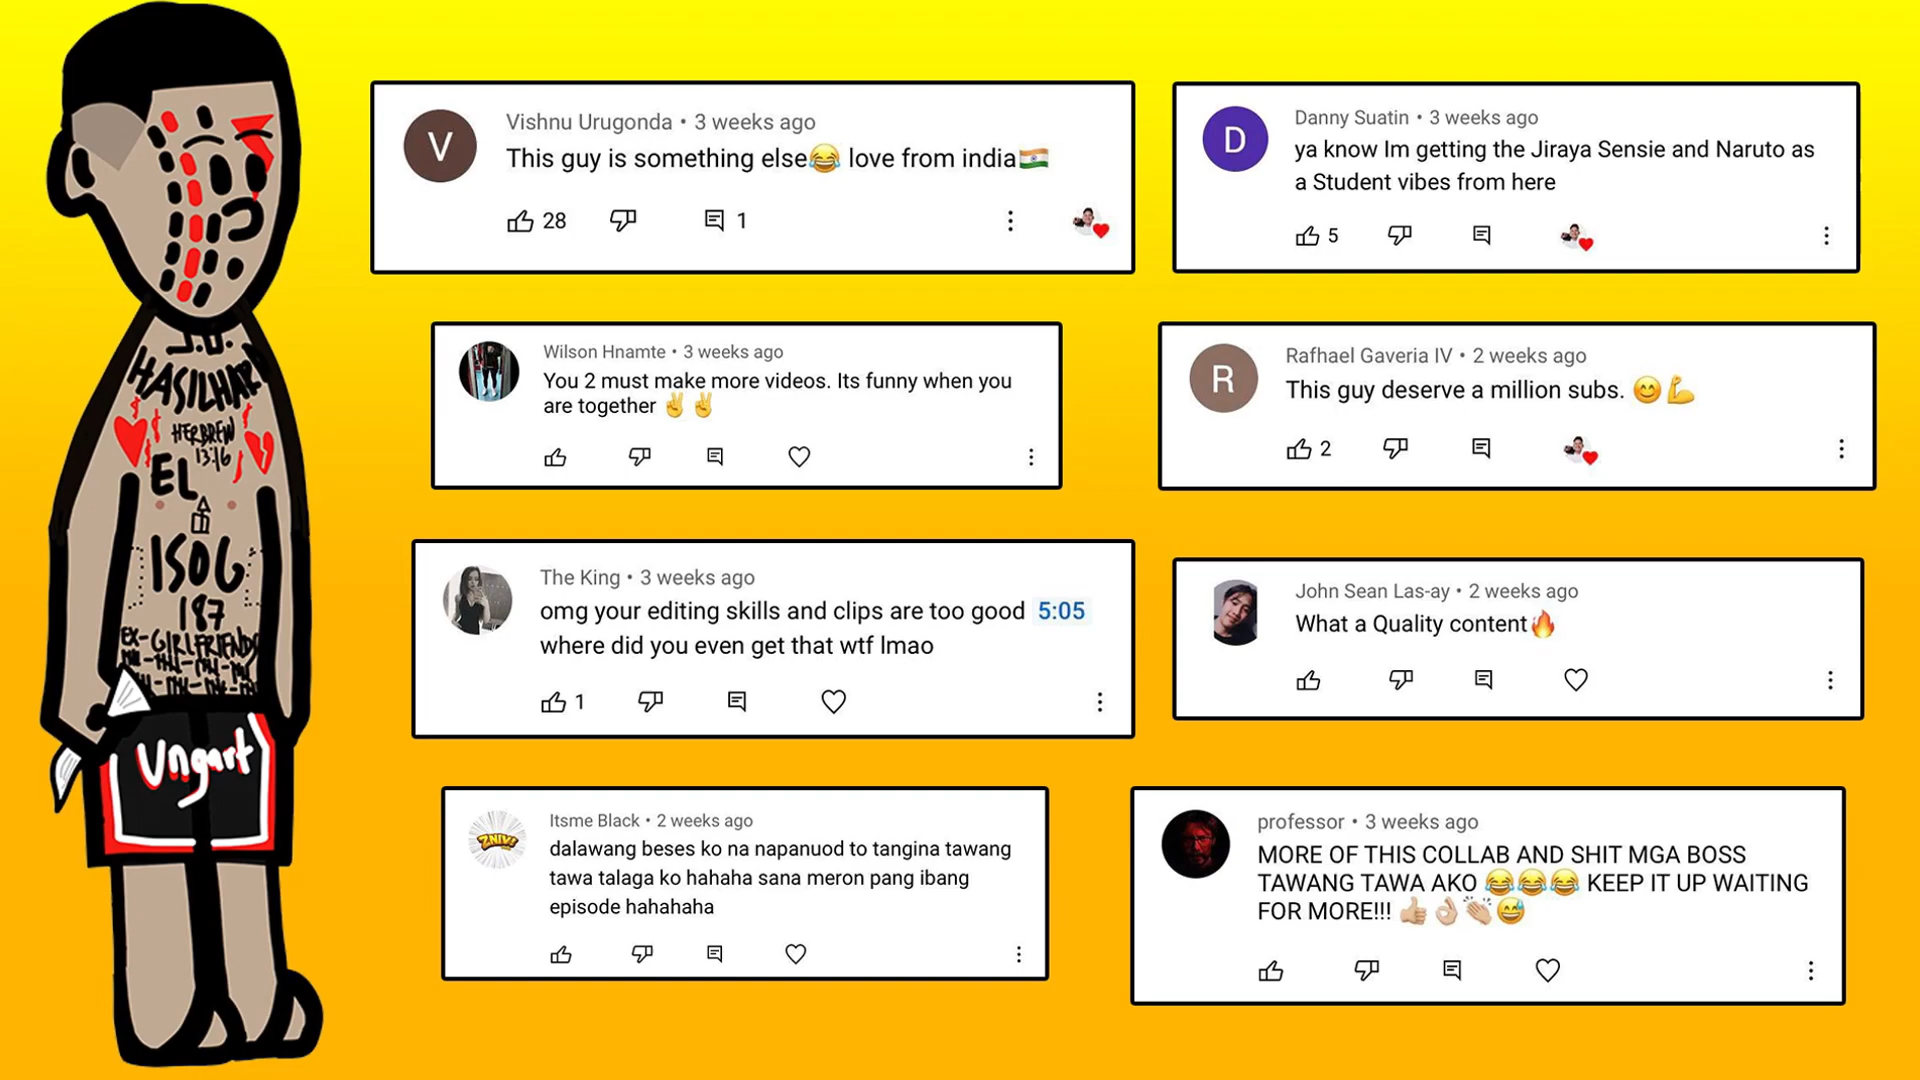 V
Vishnu Urugonda • 3 weeks ago
This guy is something else😂 love from india🇮🇳
28
1
D
Danny Suatin • 3 weeks ago
ya know Im getting the Jiraya Sensie and Naruto as
a Student vibes from here
5
Wilson Hnamte • 3 weeks ago
You 2 must make more videos. Its funny when you
are together ✌️ ✌️
R
Rafhael Gaveria IV • 2 weeks ago
This guy deserve a million subs. 😊💪
2
The King • 3 weeks ago
omg your editing skills and clips are too good 5:05
where did you even get that wtf lmao
1
John Sean Las-ay • 2 weeks ago
What a Quality content🔥
ZNIV!
Itsme Black • 2 weeks ago
dalawang beses ko na napanuod to tangina tawang
tawa talaga ko hahaha sana meron pang ibang
episode hahahaha
professor • 3 weeks ago
MORE OF THIS COLLAB AND SHIT MGA BOSS
TAWANG TAWA AKO 😂😂😂 KEEP IT UP WAITING
FOR MORE!!! 👍🏼👌🏼👏🏼😅
HASILHARD
HERBREW
13:16
EL
ISOG
187
EX-GIRLFRIENDS
Ungart